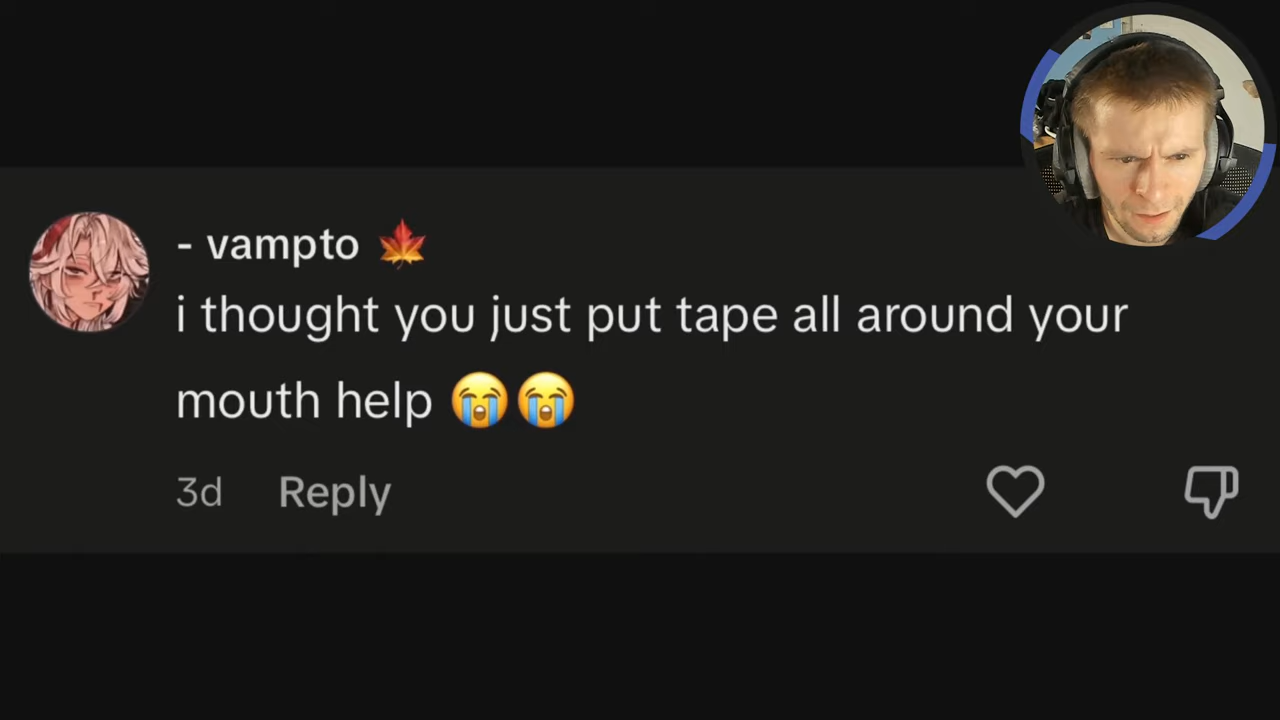 - vampto 🍁
i thought you just put tape all around your
mouth help 😭😭
3d Reply